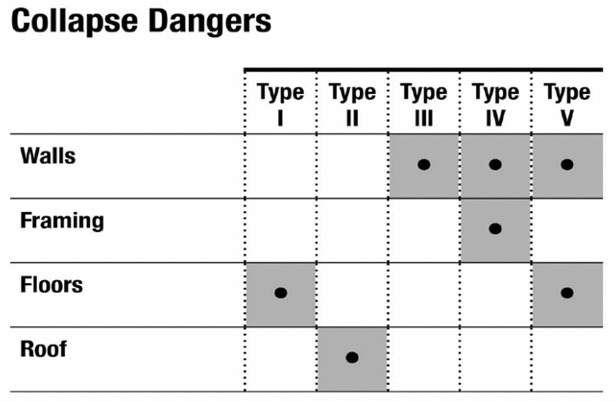 Collapse Dangers
Type I
Type II
Type III
Type IV
Type V
Walls
Framing
Floors
Roof